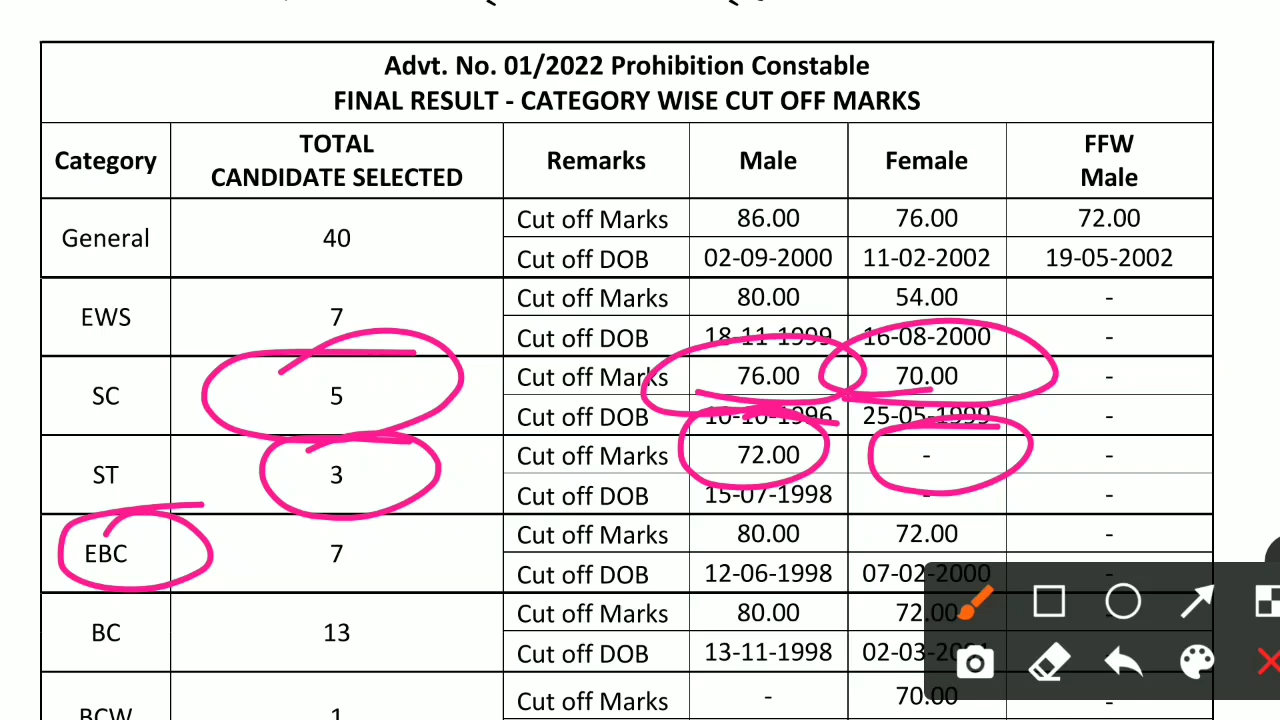 Advt. No. 01/2022 Prohibition Constable
FINAL RESULT - CATEGORY WISE CUT OFF MARKS
Category TOTAL CANDIDATE SELECTED Remarks Male Female FFW Male
General 40 Cut off Marks 86.00 76.00 72.00
Cut off DOB 02-09-2000 11-02-2002 19-05-2002
EWS 7 Cut off Marks 80.00 54.00 -
Cut off DOB 18-11-1999 16-08-2000 -
SC 5 Cut off Marks 76.00 70.00 -
Cut off DOB 10-10-1996 25-05-1999 -
ST 3 Cut off Marks 72.00 - -
Cut off DOB 15-07-1998 - -
EBC 7 Cut off Marks 80.00 72.00 -
Cut off DOB 12-06-1998 07-02-2000 -
BC 13 Cut off Marks 80.00 72.00
Cut off DOB 13-11-1998
BCW 1 Cut off Marks - 70.00 -